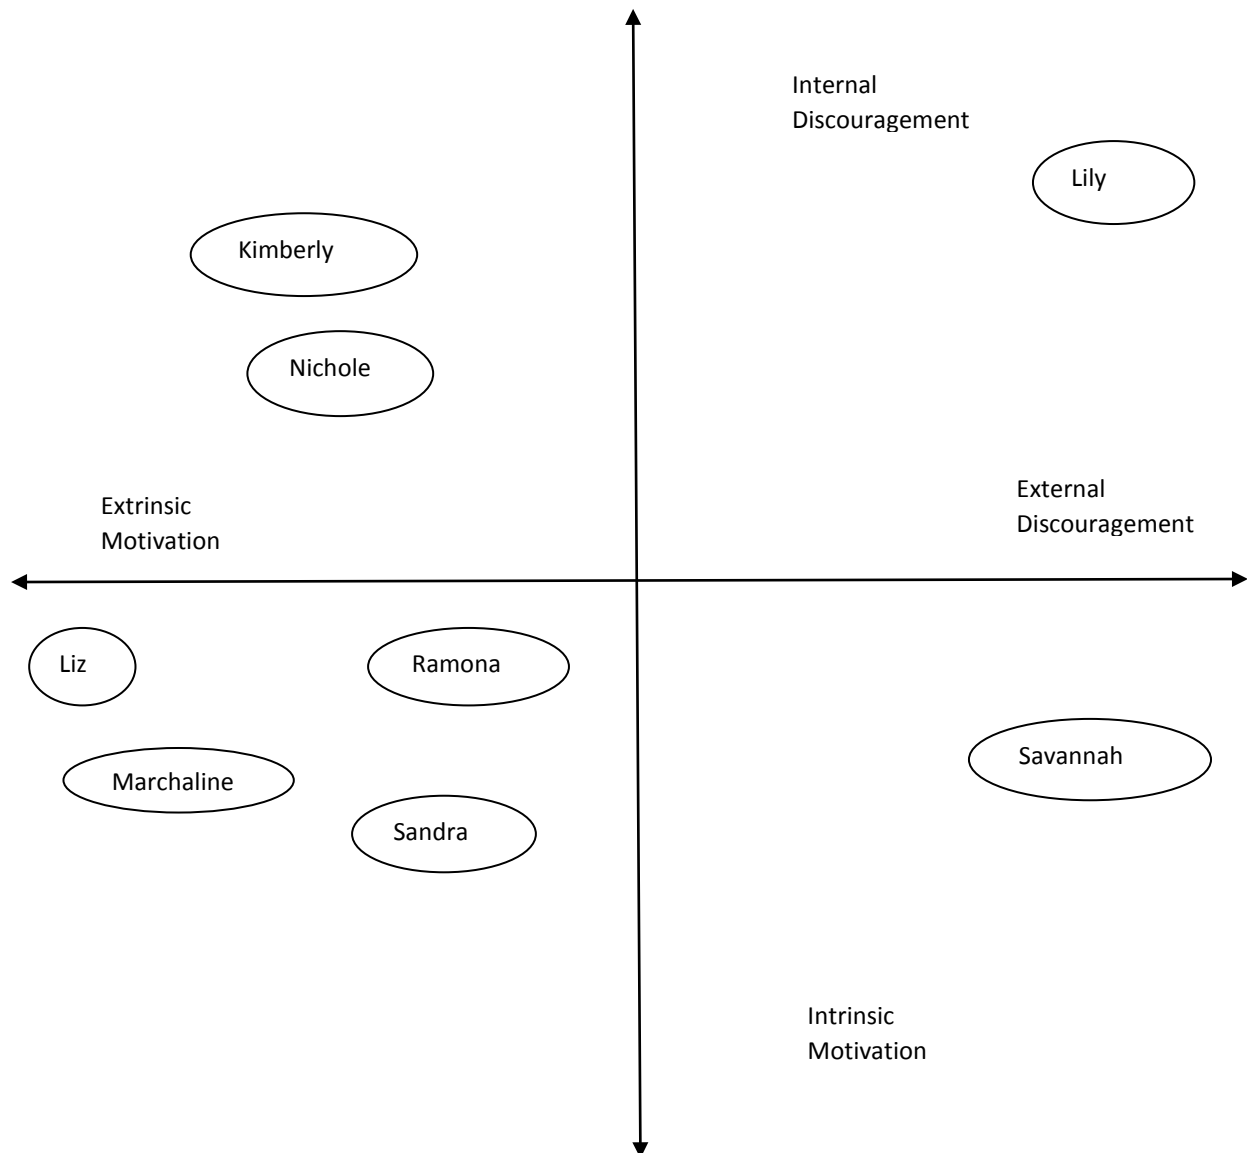 Internal
Discouragement
Lily
Kimberly
Nichole
Extrinsic
Motivation
External
Discouragement
Liz
Ramona
Marchaline
Savannah
Sandra
Intrinsic
Motivation